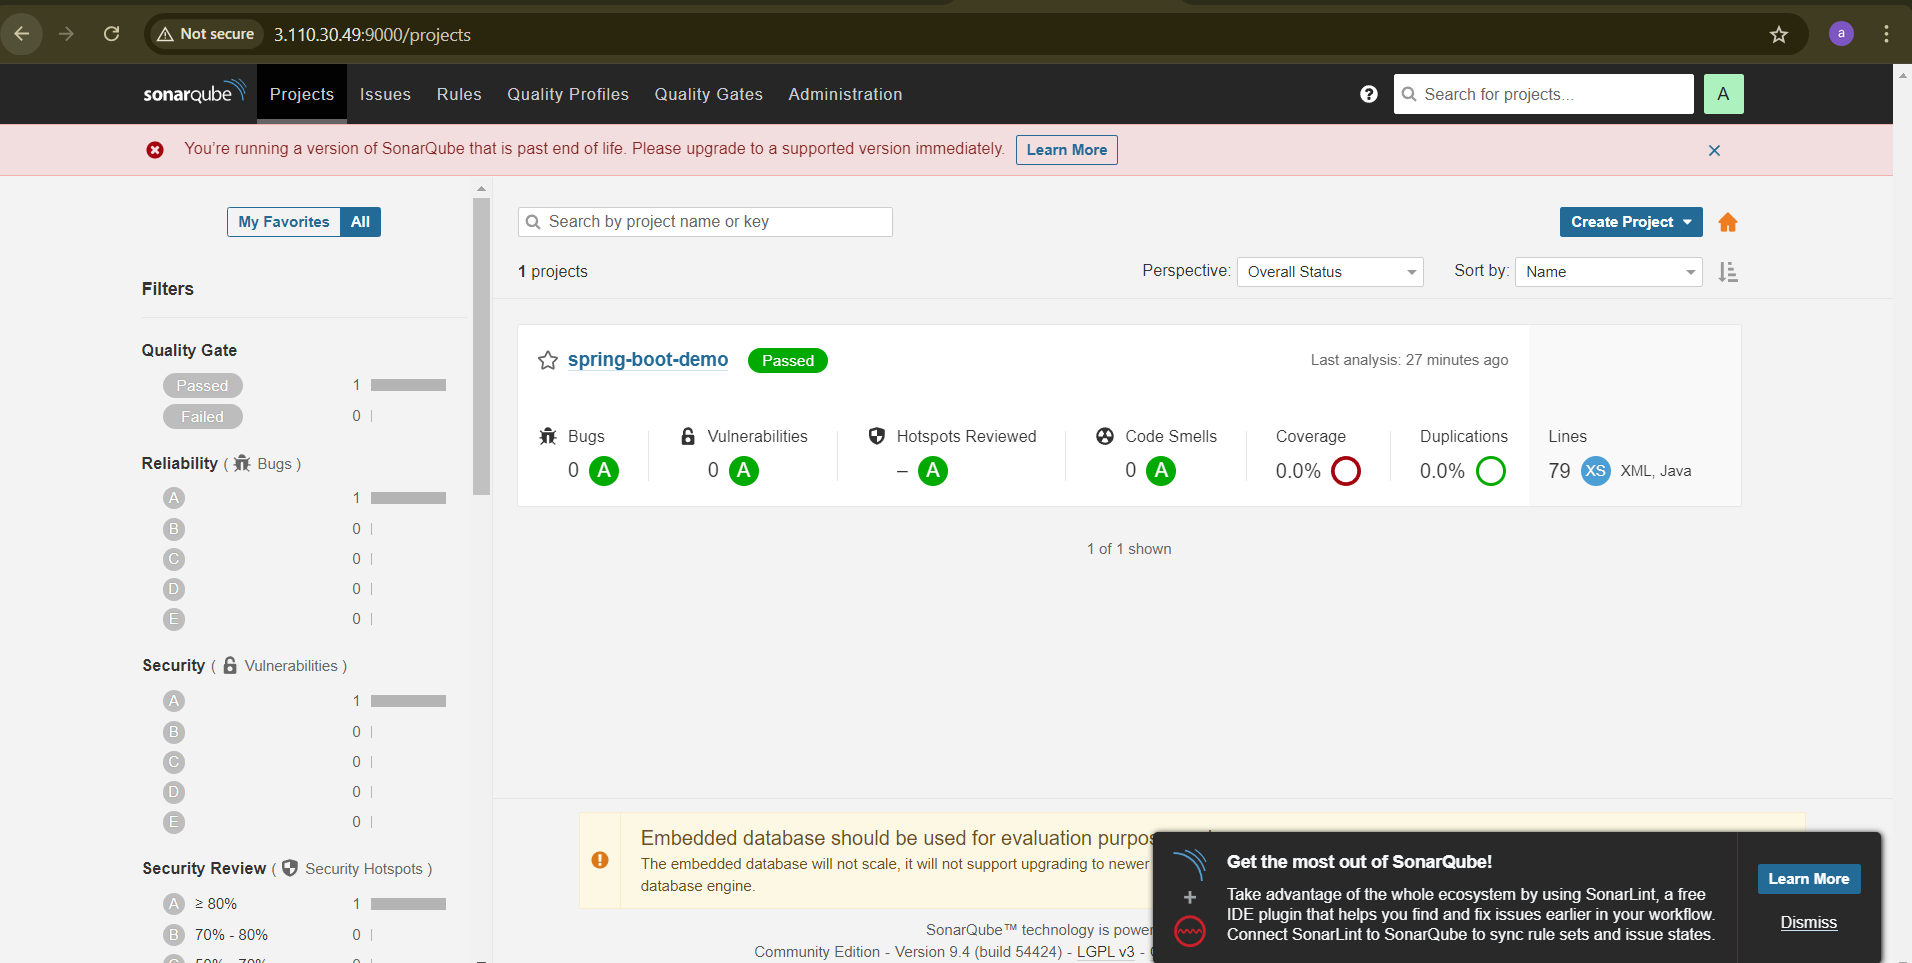 Not secure
3.110.30.49:9000/projects
a
sonarqube
Projects
Issues
Rules
Quality Profiles
Quality Gates
Administration
Search for projects...
A
You're running a version of SonarQube that is past end of life. Please upgrade to a supported version immediately.
Learn More
My Favorites
All
Filters
Quality Gate
Passed 1
Failed 0
Reliability ( Bugs )
A 1
B 0
C 0
D 0
E 0
Security ( Vulnerabilities )
A 1
B 0
C 0
D 0
E 0
Security Review ( Security Hotspots )
A ≥ 80% 1
B 70% - 80% 0
Search by project name or key
Create Project
1 projects
Perspective: Overall Status
Sort by: Name
spring-boot-demo
Passed
Last analysis: 27 minutes ago
Bugs
0 A
Vulnerabilities
0 A
Hotspots Reviewed
– A
Code Smells
0 A
Coverage
0.0%
Duplications
0.0%
Lines
79 XS XML, Java
1 of 1 shown
Embedded database should be used for evaluation
The embedded database will not scale, it will not support upgrading to newer
database engine.
SonarQube™ technology is
Community Edition - Version 9.4 (build 54424) - LGPL v3 -
Get the most out of SonarQube!
Take advantage of the whole ecosystem by using SonarLint, a free
IDE plugin that helps you find and fix issues earlier in your workflow.
Connect SonarLint to SonarQube to sync rule sets and issue states.
Learn More
Dismiss